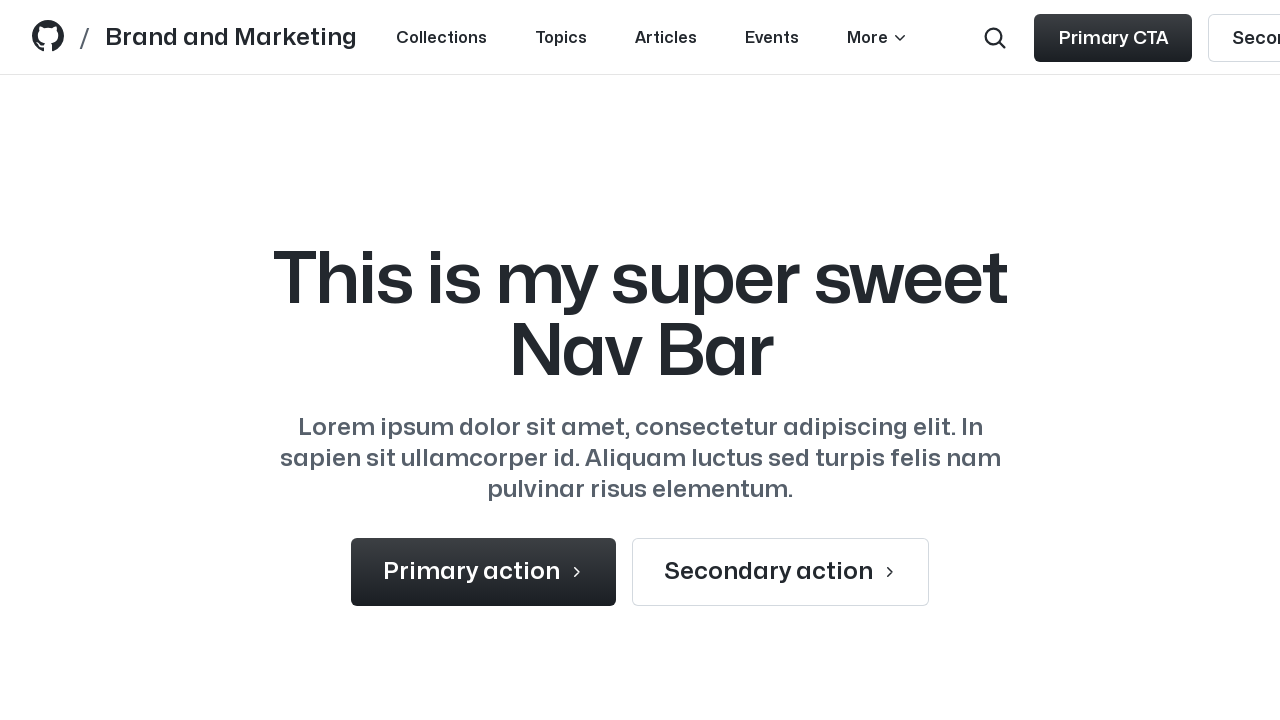 / Brand and Marketing Collections Topics Articles Events More Primary CTA Secon
This is my super sweet
Nav Bar
Lorem ipsum dolor sit amet, consectetur adipiscing elit. In
sapien sit ullamcorper id. Aliquam luctus sed turpis felis nam
pulvinar risus elementum.
Primary action Secondary action